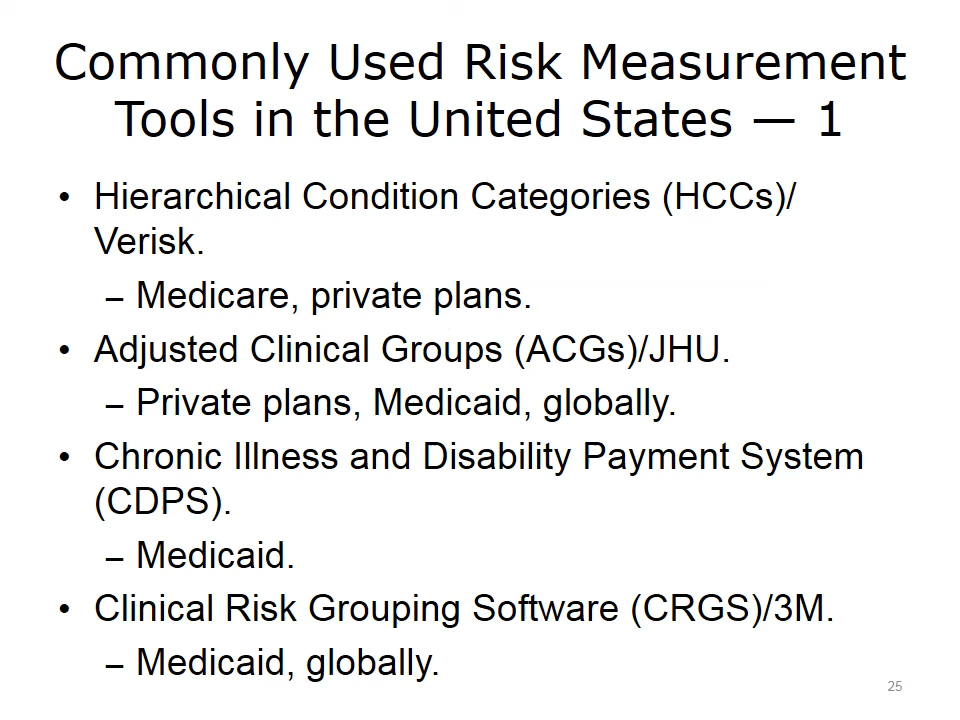 Commonly Used Risk Measurement
Tools in the United States — 1
• Hierarchical Condition Categories (HCCs)/
Verisk.
– Medicare, private plans.
• Adjusted Clinical Groups (ACGs)/JHU.
– Private plans, Medicaid, globally.
• Chronic Illness and Disability Payment System
(CDPS).
– Medicaid.
• Clinical Risk Grouping Software (CRGS)/3M.
– Medicaid, globally.
25